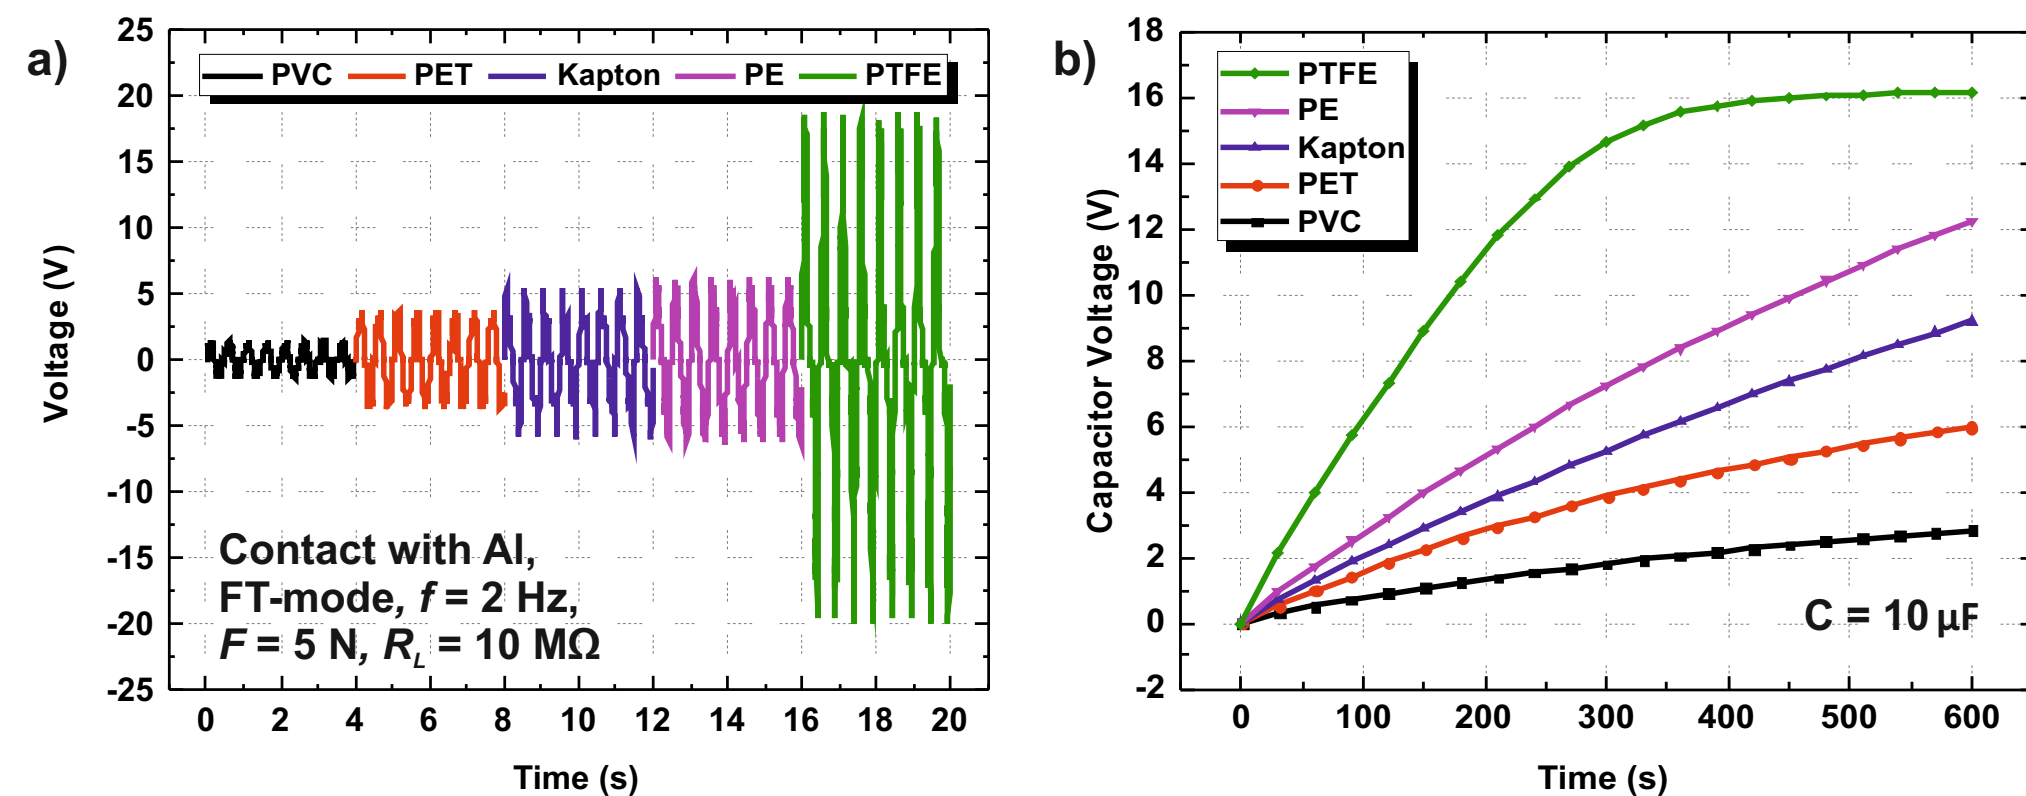 a)
25
20
15
10
5
0
-5
-10
-15
-20
-25
Voltage (V)
PVC PET Kapton PE PTFE
Contact with Al,
FT-mode, f = 2 Hz,
F = 5 N, R_L = 10 MΩ
0 2 4 6 8 10 12 14 16 18 20
Time (s)
b)
18
16
14
12
10
8
6
4
2
0
-2
Capacitor Voltage (V)
PTFE
PE
Kapton
PET
PVC
C = 10 µF
0 100 200 300 400 500 600
Time (s)